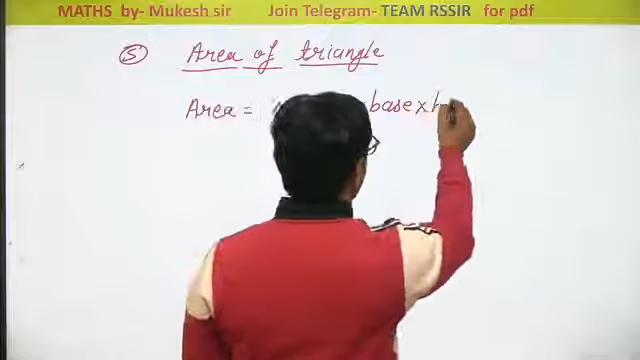 MATHS by- Mukesh sir Join Telegram- TEAM RSSIR for pdf
(5) Area of triangle
Area = base x h